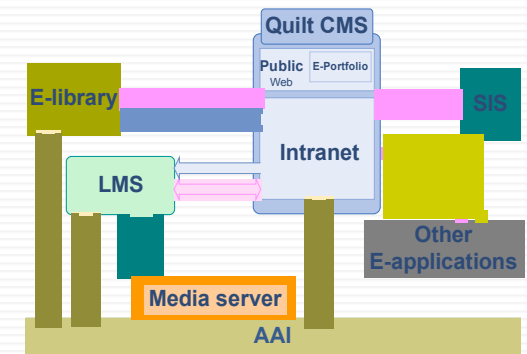 Quilt CMS
Public
Web
E-Portfolio
E-library
SIS
Intranet
LMS
Other
E-applications
Media server
AAI